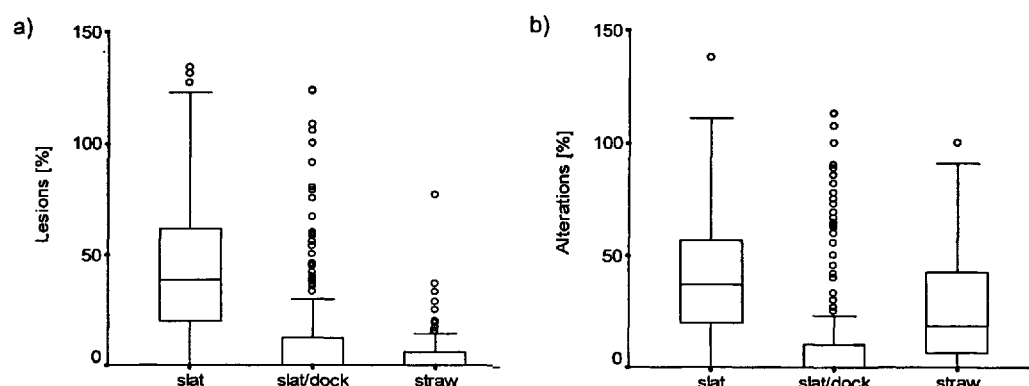 a)
150
100
50
0
Lesions [%]
slat
slat/dock
straw
b)
150
100
50
0
Alterations [%]
slat
slat/dock
straw